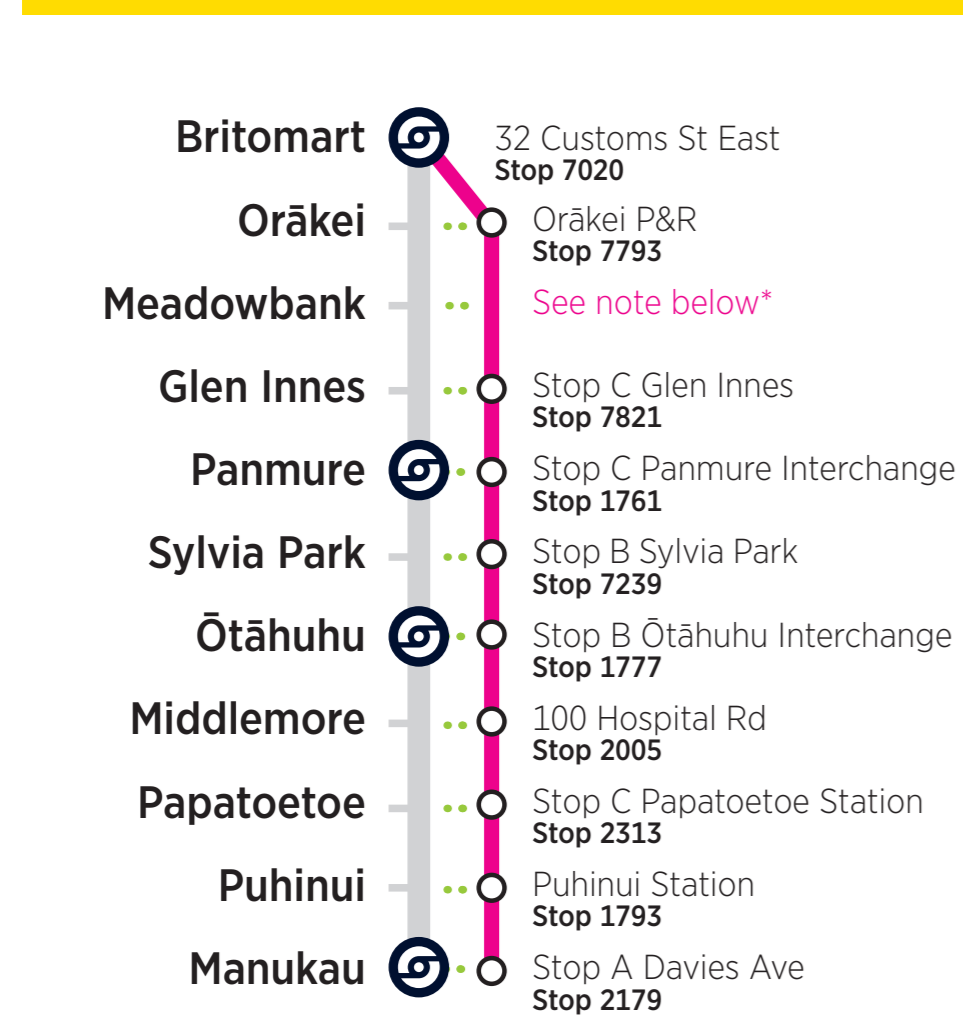 Britomart
32 Customs St East
Stop 7020
Orākei
Orākei P&R
Stop 7793
Meadowbank
See note below*
Glen Innes
Stop C Glen Innes
Stop 7821
Panmure
Stop C Panmure Interchange
Stop 1761
Sylvia Park
Stop B Sylvia Park
Stop 7239
Ōtāhuhu
Stop B Ōtāhuhu Interchange
Stop 1777
Middlemore
100 Hospital Rd
Stop 2005
Papatoetoe
Stop C Papatoetoe Station
Stop 2313
Puhinui
Puhinui Station
Stop 1793
Manukau
Stop A Davies Ave
Stop 2179